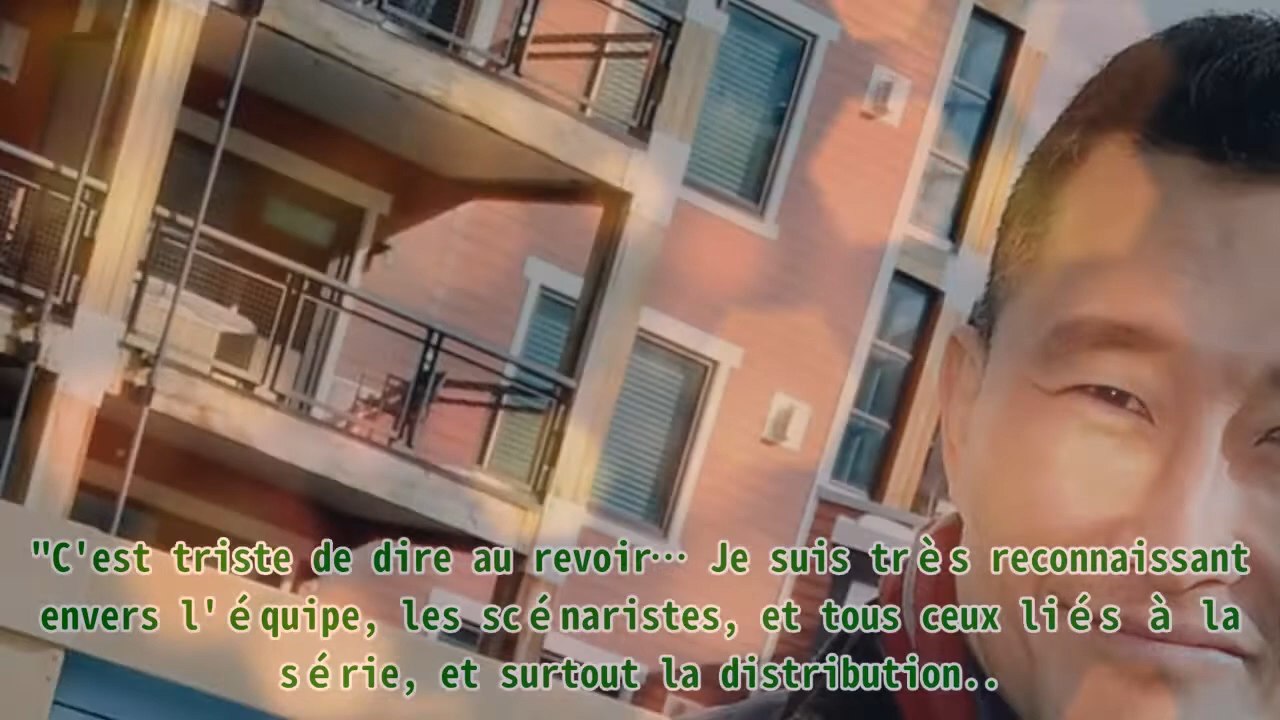 "C'est triste de dire au revoir… Je suis très reconnaissant
envers l'équipe, les scénaristes, et tous ceux liés à la
série, et surtout la distribution..